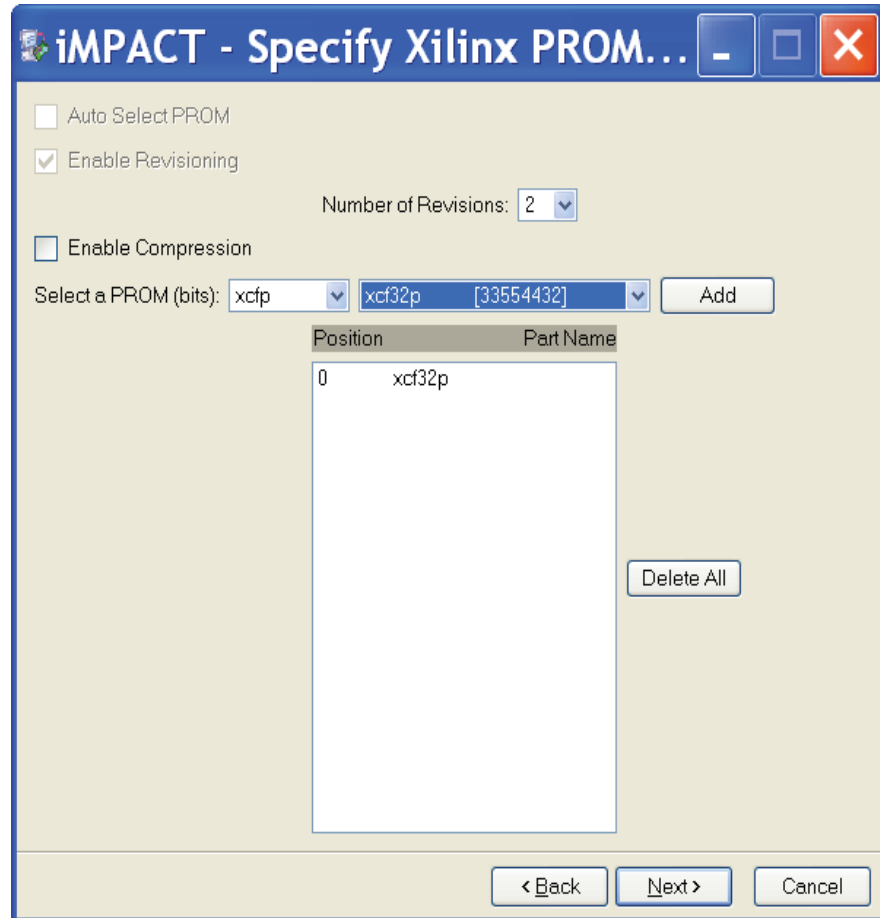 iMPACT - Specify Xilinx PROM...
Auto Select PROM
Enable Revisioning
Number of Revisions: 2
Enable Compression
Select a PROM (bits): xcfp xcf32p [33554432] Add
Position Part Name
0 xcf32p
Delete All
< Back Next > Cancel